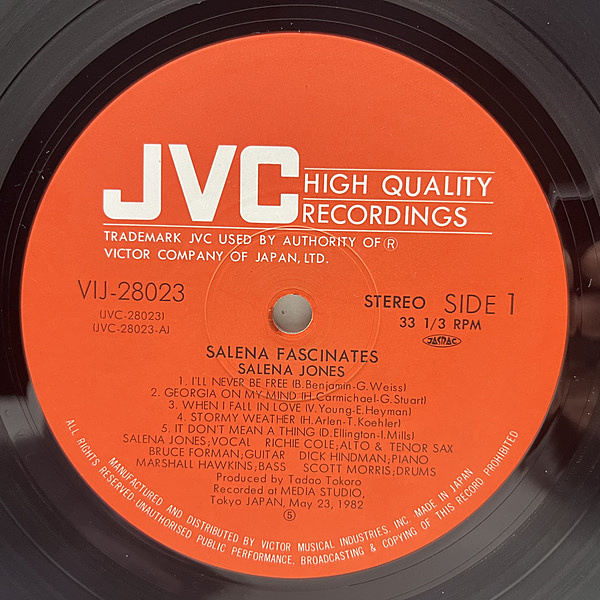 JVC
HIGH QUALITY
RECORDINGS
TRADEMARK JVC USED BY AUTHORITY OF ®
VICTOR COMPANY OF JAPAN, LTD.
VIJ-28023
(JVC-28023)
(JVC-28023-A)
STEREO SIDE 1
33 1/3 RPM
JASRAC
SALENA FASCINATES
SALENA JONES
1. I'LL NEVER BE FREE (B.Benjamin-G.Weiss)
2. GEORGIA ON MY MIND (H.Carmichael-G.Stuart)
3. WHEN I FALL IN LOVE (V.Young-E.Heyman)
4. STORMY WEATHER (H.Arlen-T.Koehler)
5. IT DON'T MEAN A THING (D.Ellington-I.Mills)
SALENA JONES;VOCAL RICHIE COLE;ALTO & TENOR SAX
BRUCE FORMAN;GUITAR DICK HINDMAN;PIANO
MARSHALL HAWKINS;BASS SCOTT MORRIS;DRUMS
Produced by Tadao Tokoro
Recorded at MEDIA STUDIO,
Tokyo JAPAN, May 23, 1982
⑤
MANUFACTURED AND DISTRIBUTED BY VICTOR MUSICAL INDUSTRIES, INC. MADE IN JAPAN
ALL RIGHTS RESERVED UNAUTHORISED PUBLIC PERFORMANCE, BROADCASTING & COPYING OF THIS RECORD PROHIBITED